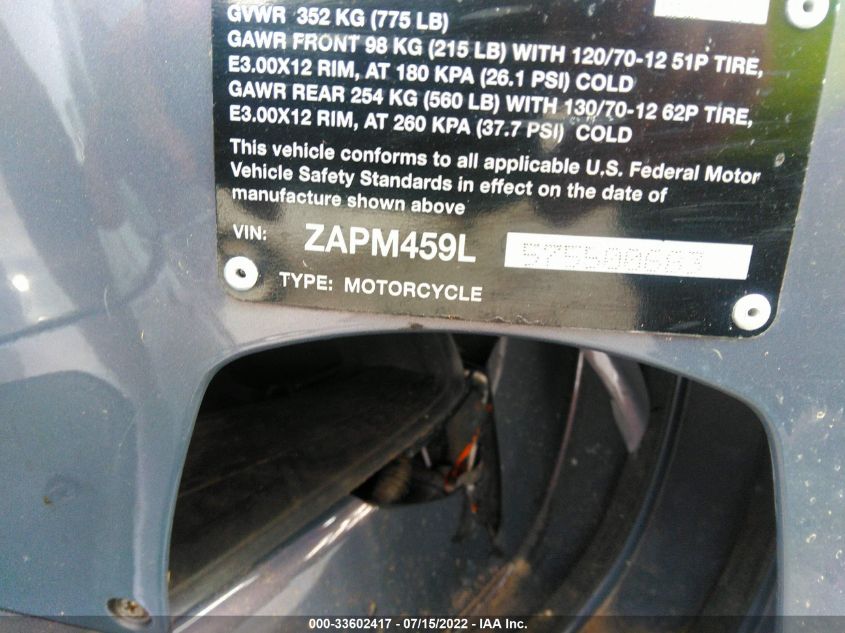 GVWR 352 KG (775 LB)
GAWR FRONT 98 KG (215 LB) WITH 120/70-12 51P TIRE,
E3.00X12 RIM, AT 180 KPA (26.1 PSI) COLD
GAWR REAR 254 KG (560 LB) WITH 130/70-12 62P TIRE,
E3.00X12 RIM, AT 260 KPA (37.7 PSI) COLD
This vehicle conforms to all applicable U.S. Federal Motor
Vehicle Safety Standards in effect on the date of
manufacture shown above
VIN: ZAPM459L 575500663
TYPE: MOTORCYCLE
000-33602417 - 07/15/2022 - IAA Inc.